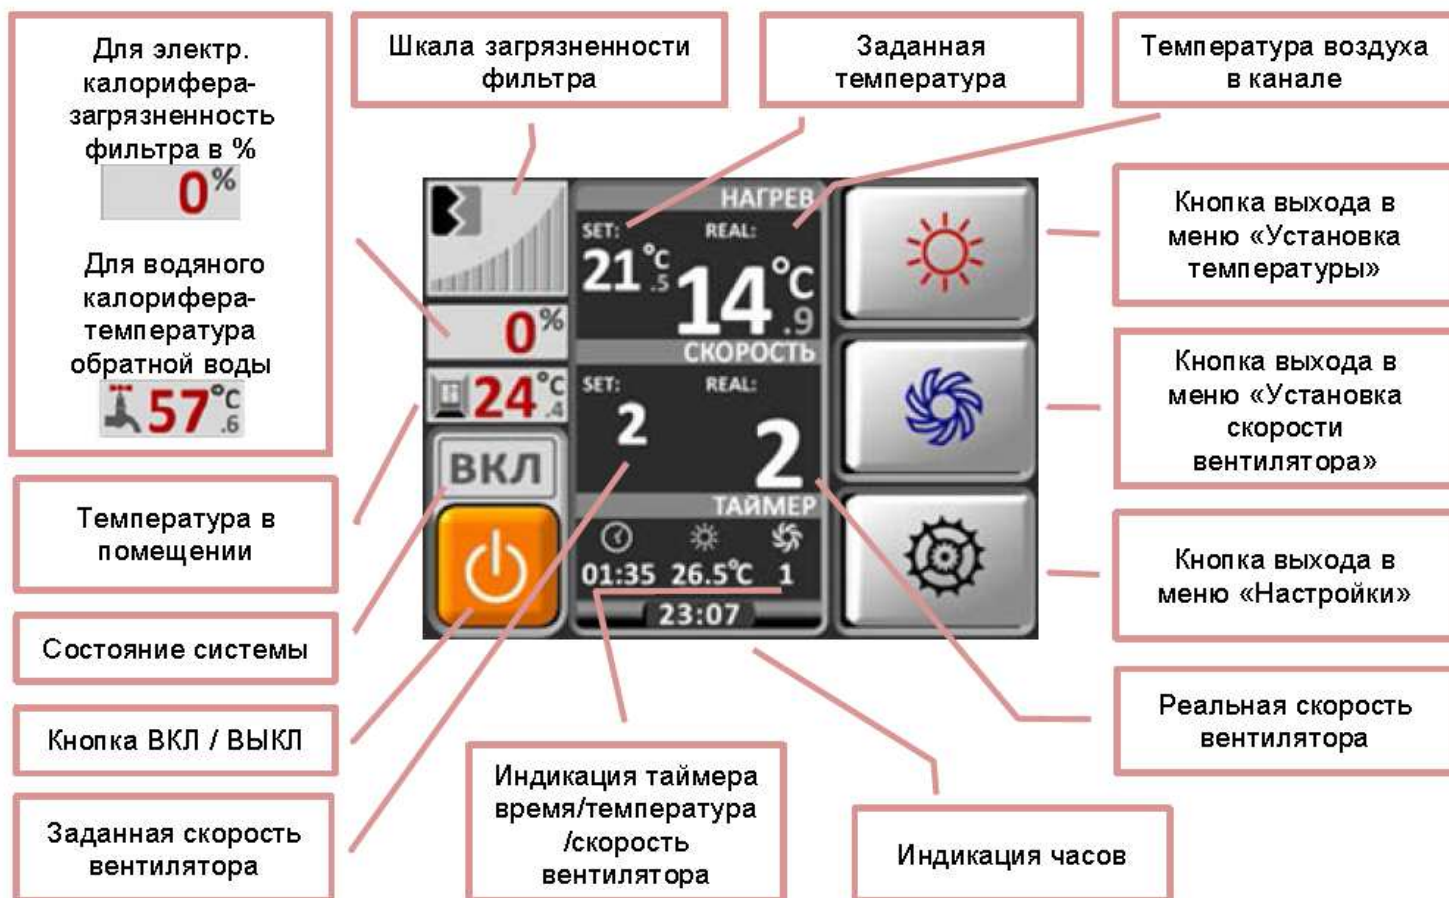 Для электр.
калорифера-
загрязненность
фильтра в %
0%
Для водяного
калорифера-
температура
обратной воды
57°C
.6
Шкала загрязненности
фильтра
Заданная
температура
Температура воздуха
в канале
НАГРЕВ
SET: REAL:
21°C
.5
14°C
.9
0%
24°C
.4
СКОРОСТЬ
SET: REAL:
2
2
ВКЛ
ТАЙМЕР
01:35 26.5°C 1
23:07
Кнопка выхода в
меню «Установка
температуры»
Кнопка выхода в
меню «Установка
скорости
вентилятора»
Кнопка выхода в
меню «Настройки»
Температура в
помещении
Состояние системы
Кнопка ВКЛ / ВЫКЛ
Заданная скорость
вентилятора
Индикация таймера
время/температура
/скорость
вентилятора
Индикация часов
Реальная скорость
вентилятора